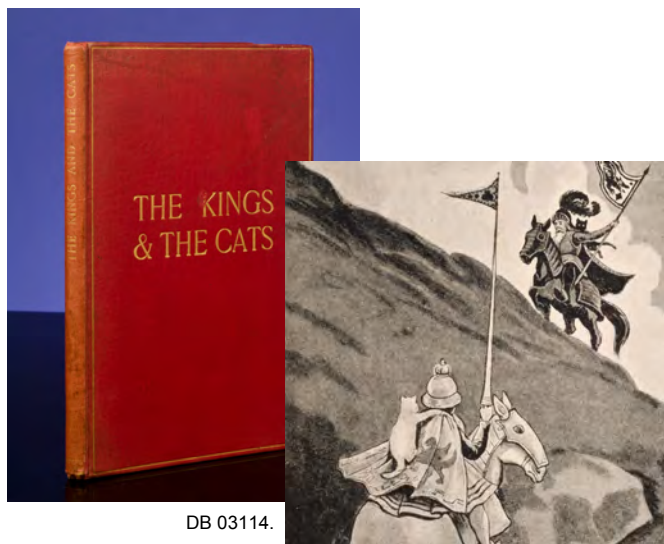 THE KINGS AND THE CATS
THE KINGS
& THE CATS
DB 03114.